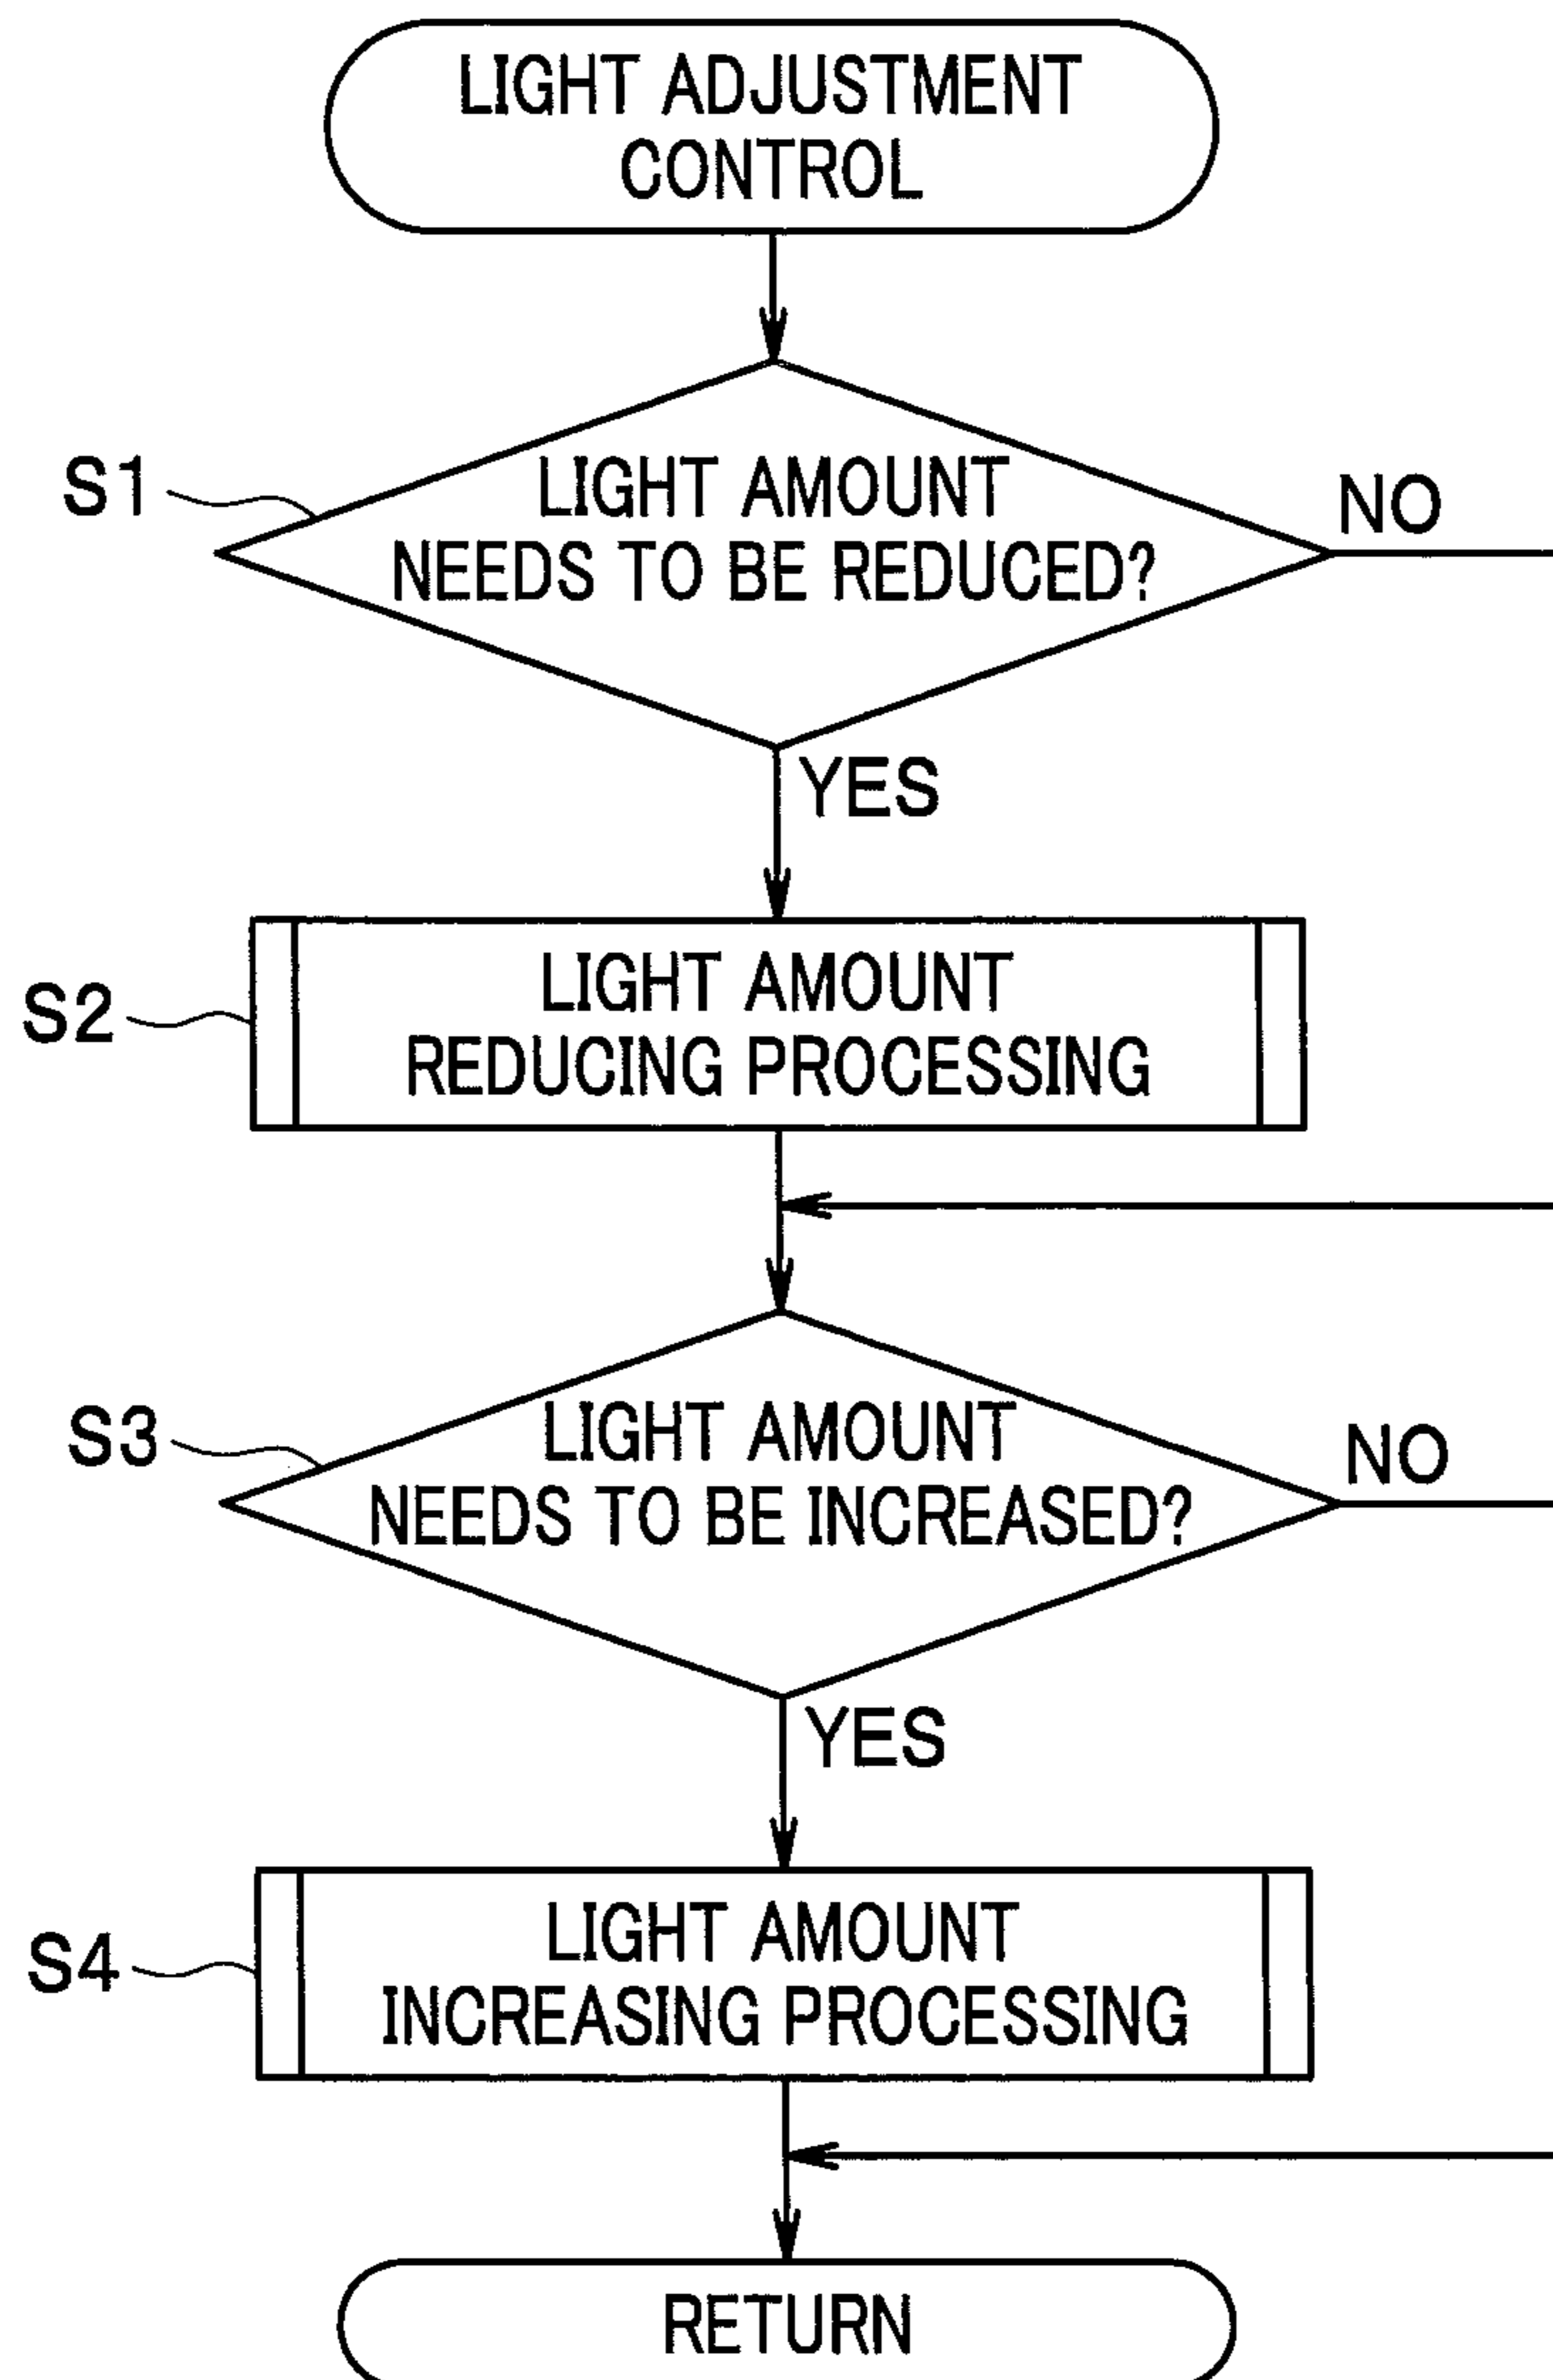 LIGHT ADJUSTMENT
CONTROL
S1
LIGHT AMOUNT
NEEDS TO BE REDUCED?
NO
YES
S2
LIGHT AMOUNT
REDUCING PROCESSING
S3
LIGHT AMOUNT
NEEDS TO BE INCREASED?
NO
YES
S4
LIGHT AMOUNT
INCREASING PROCESSING
RETURN